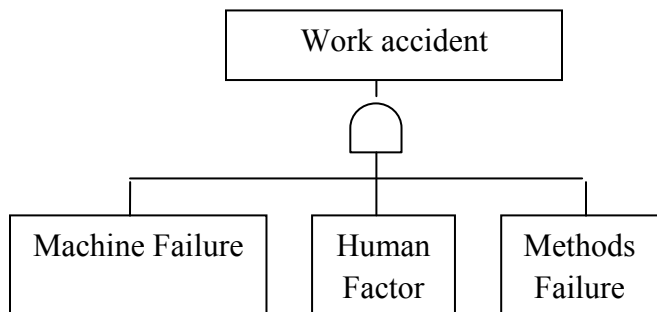 Work accident
Machine Failure
Human
Factor
Methods
Failure